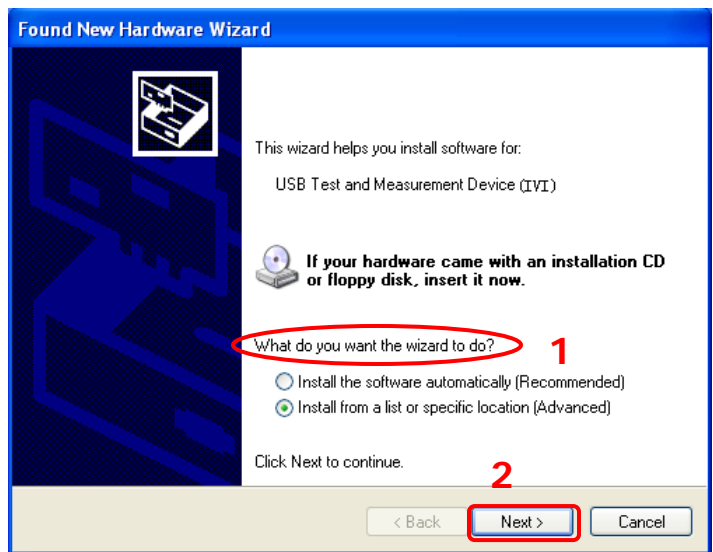 Found New Hardware Wizard
This wizard helps you install software for:
USB Test and Measurement Device (IVI)
If your hardware came with an installation CD
or floppy disk, insert it now.
What do you want the wizard to do?
1
Install the software automatically (Recommended)
Install from a list or specific location (Advanced)
Click Next to continue.
2
< Back
Next >
Cancel